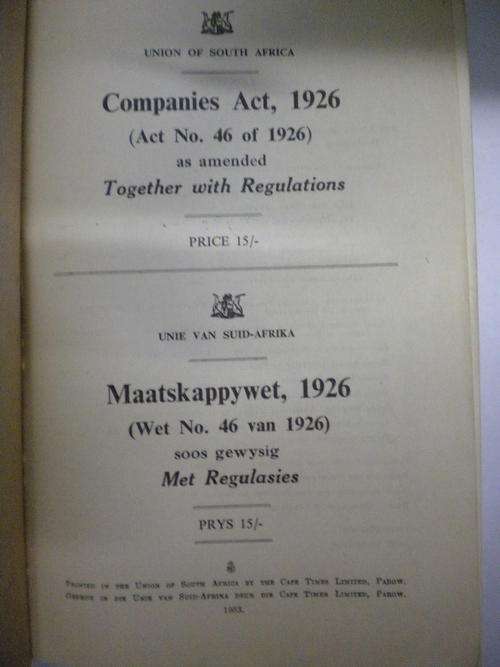 UNION OF SOUTH AFRICA
Companies Act, 1926
(Act No. 46 of 1926)
as amended
Together with Regulations
PRICE 15/-
UNIE VAN SUID-AFRIKA
Maatskappywet, 1926
(Wet No. 46 van 1926)
soos gewysig
Met Regulasies
PRYS 15/-
Printed in the Union of South Africa by the Cape Times Limited, Parow.
Gedruk in die Unie van Suid-Afrika deur die Cape Times Limited, Parow.
1953.